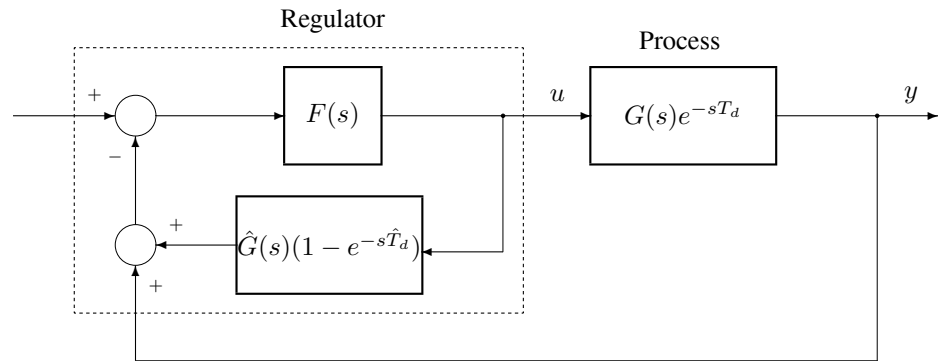 Regulator
Process
+
F(s)
u
G(s)e^{-sT_d}
y
−
+
Ĝ(s)(1 − e^{-sT̂_d})
+